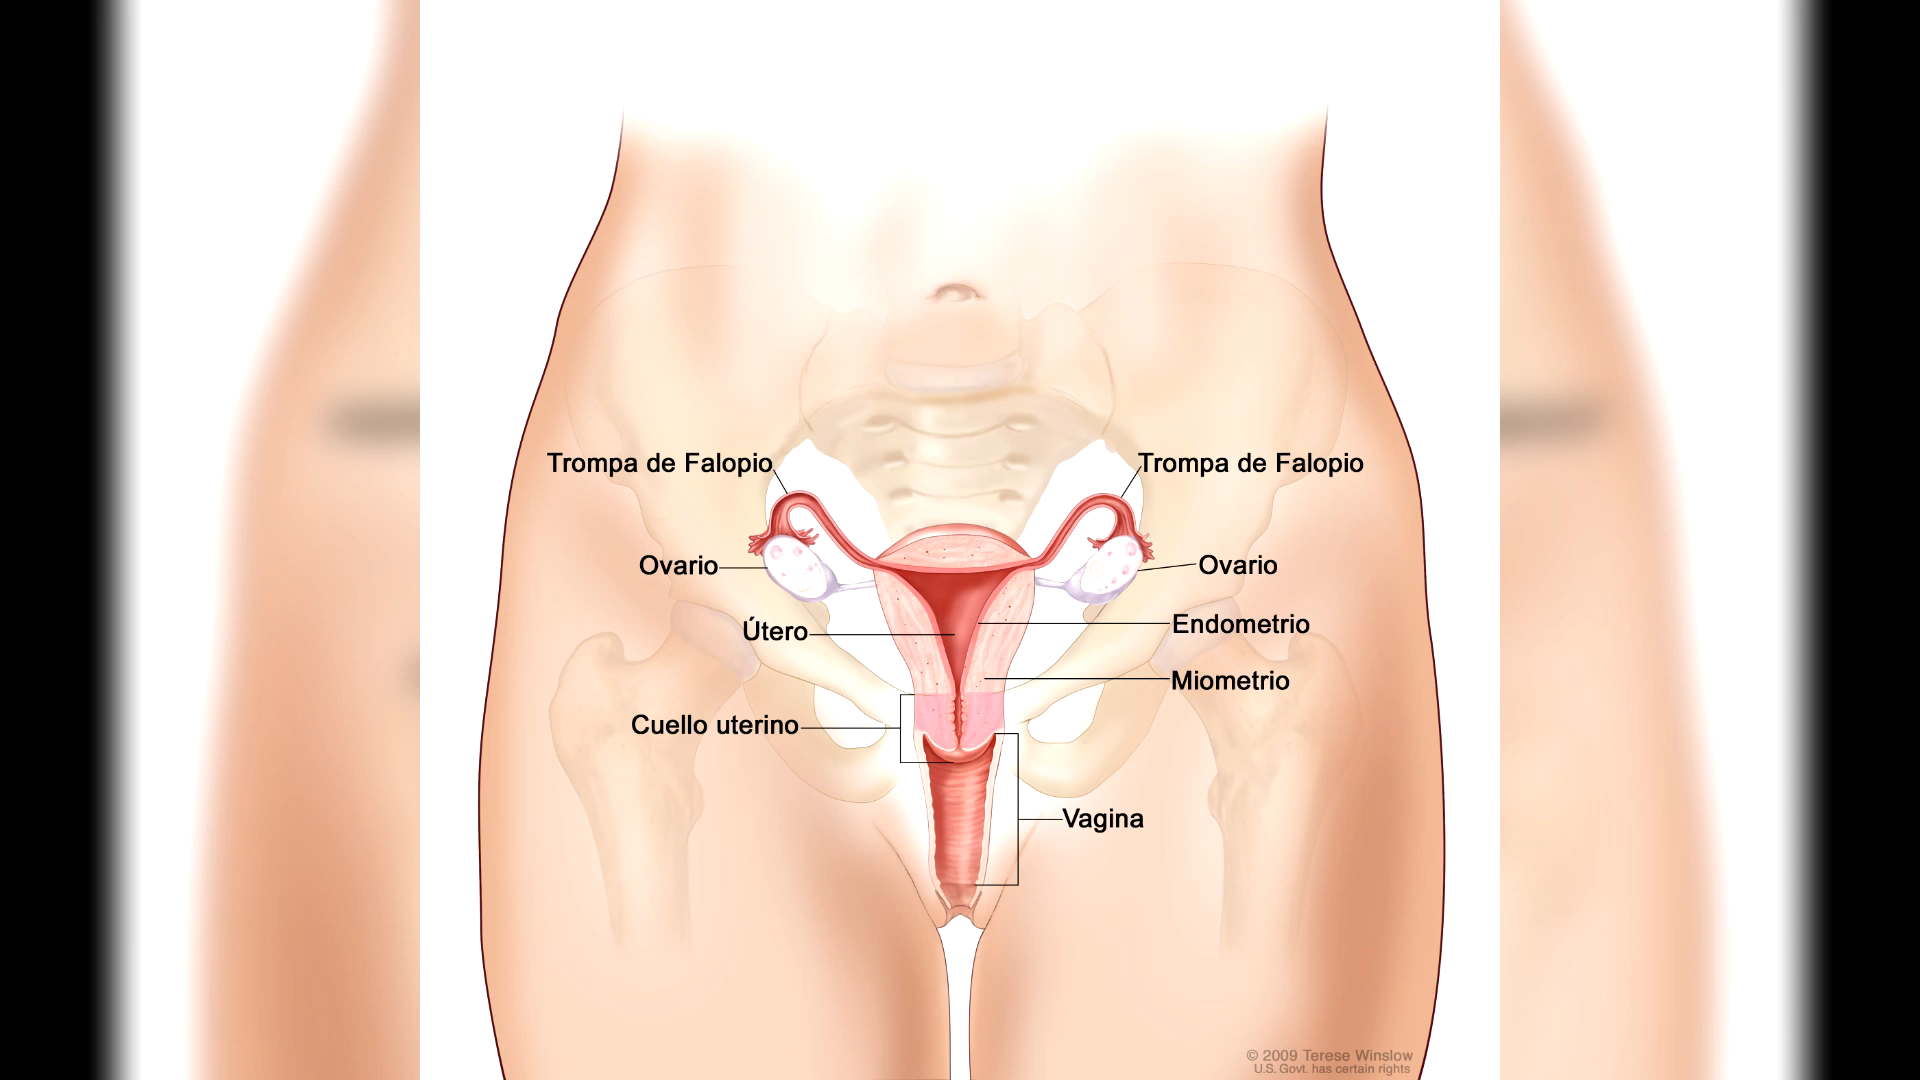 Trompa de Falopio
Trompa de Falopio
Ovario
Ovario
Útero
Endometrio
Miometrio
Cuello uterino
Vagina
© 2009 Terese Winslow
U.S. Govt. has certain rights